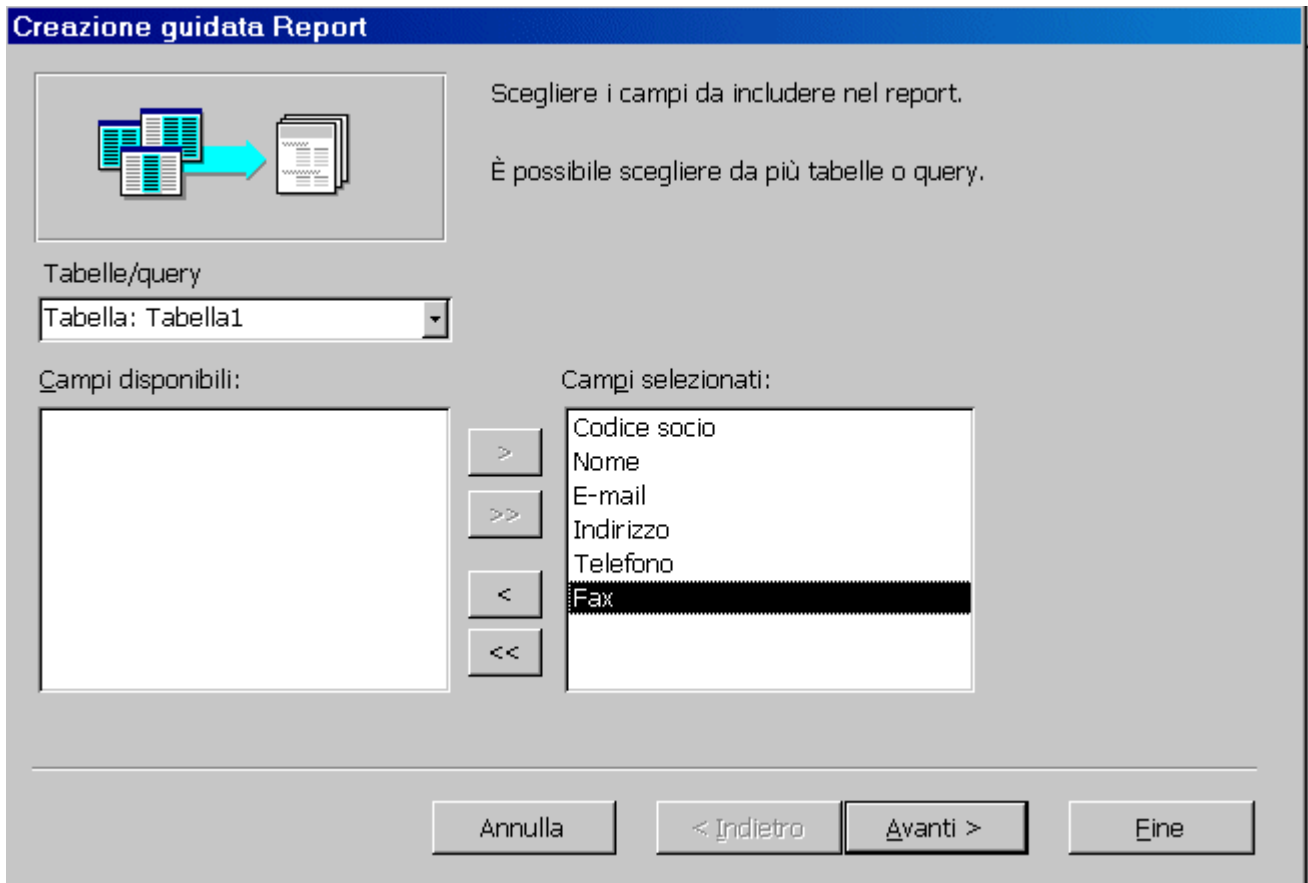 Creazione guidata Report
Scegliere i campi da includere nel report.
È possibile scegliere da più tabelle o query.
Tabelle/query
Tabella: Tabella1
Campi disponibili:
Campi selezionati:
Codice socio
Nome
E-mail
Indirizzo
Telefono
Fax
>
>>
<
<<
Annulla
< Indietro
Avanti >
Fine